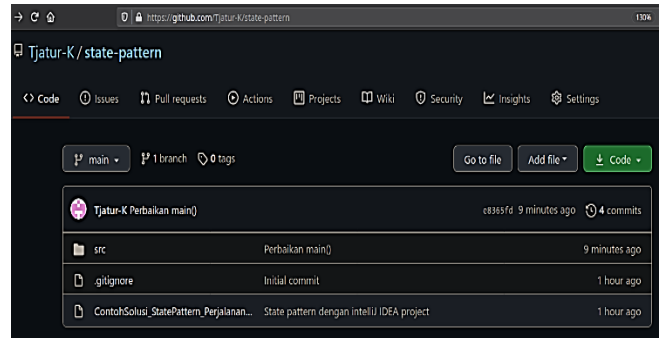 https://github.com/Tjatur-K/state-pattern 130%
Tjatur-K / state-pattern
<> Code Issues Pull requests Actions Projects Wiki Security Insights Settings
main 1 branch 0 tags Go to file Add file Code
Tjatur-K Perbaikan main() e8365fd 9 minutes ago 4 commits
src Perbaikan main() 9 minutes ago
.gitignore Initial commit 1 hour ago
ContohSolusi_StatePattern_Perjalanan... State pattern dengan intelliJ IDEA project 1 hour ago